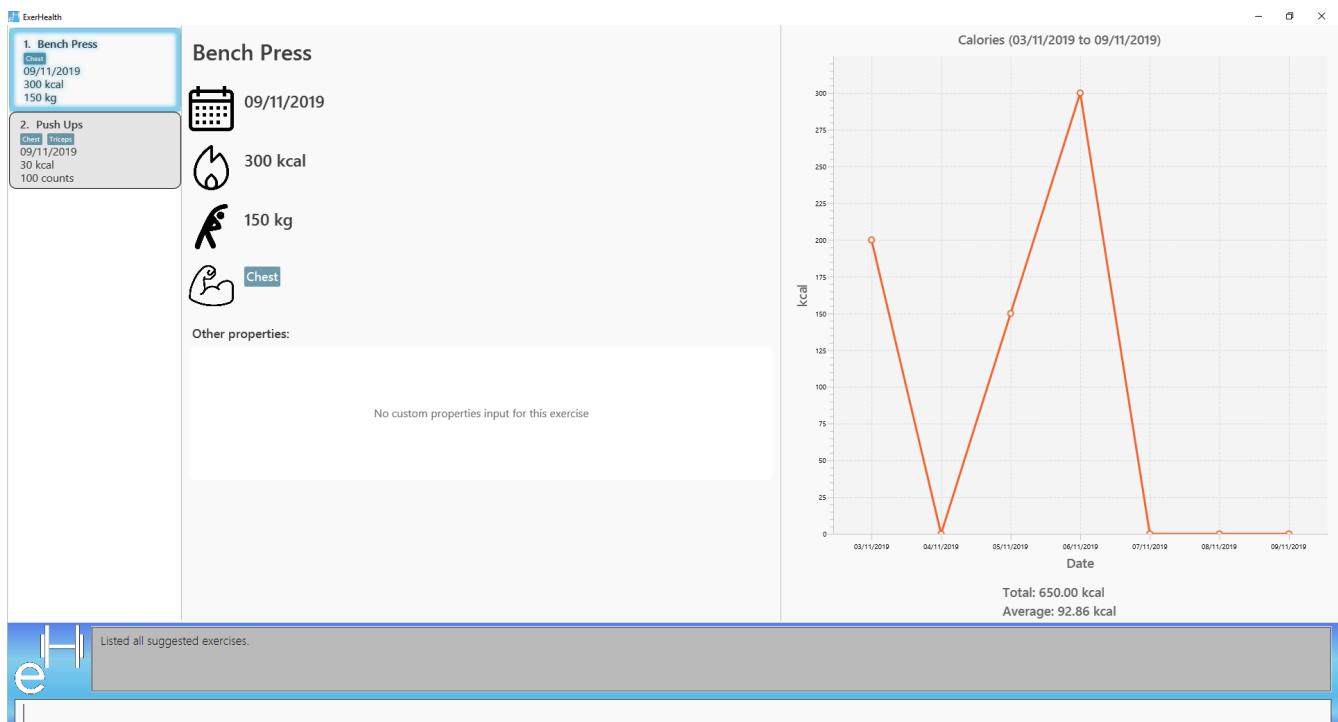 ExerHealth
1. Bench Press
Chest
09/11/2019
300 kcal
150 kg
2. Push Ups
Chest Triceps
09/11/2019
30 kcal
100 counts
Bench Press
09/11/2019
300 kcal
150 kg
Chest
Other properties:
No custom properties input for this exercise
Calories (03/11/2019 to 09/11/2019)
300
275
250
225
200
175
150
125
100
75
50
25
0
kcal
03/11/2019 04/11/2019 05/11/2019 06/11/2019 07/11/2019 08/11/2019 09/11/2019
Date
Total: 650.00 kcal
Average: 92.86 kcal
eH
Listed all suggested exercises.